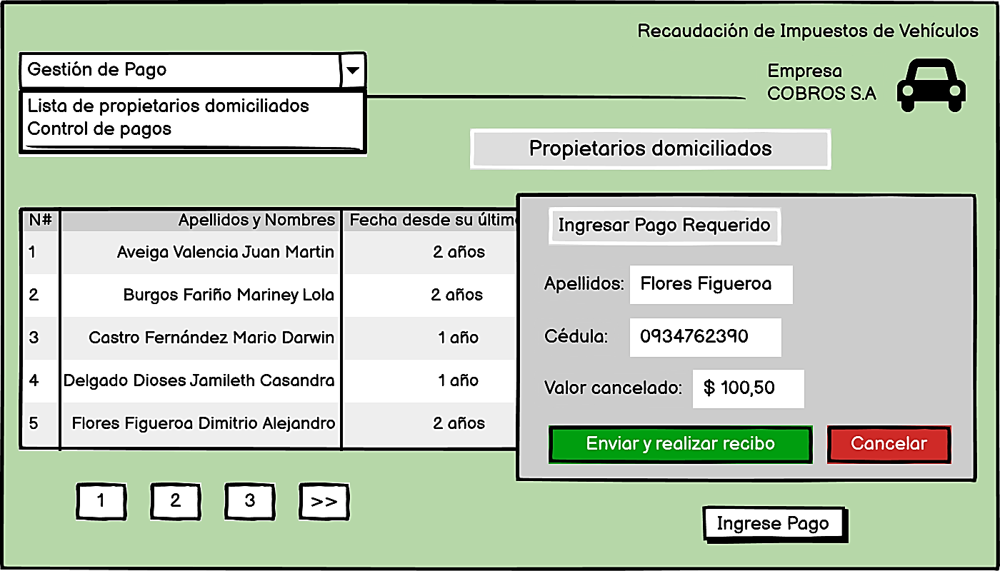 Recaudación de Impuestos de Vehículos
Gestión de Pago
Empresa
COBROS S.A
Lista de propietarios domiciliados
Control de pagos
Propietarios domiciliados
N# Apellidos y Nombres Fecha desde su últim
1 Aveiga Valencia Juan Martin 2 años
2 Burgos Fariño Mariney Lola 2 años
3 Castro Fernández Mario Darwin 1 año
4 Delgado Dioses Jamileth Casandra 1 año
5 Flores Figueroa Dimitrio Alejandro 2 años
Ingresar Pago Requerido
Apellidos: Flores Figueroa
Cédula: 0934762390
Valor cancelado: $ 100,50
Enviar y realizar recibo Cancelar
1 2 3 >>
Ingrese Pago